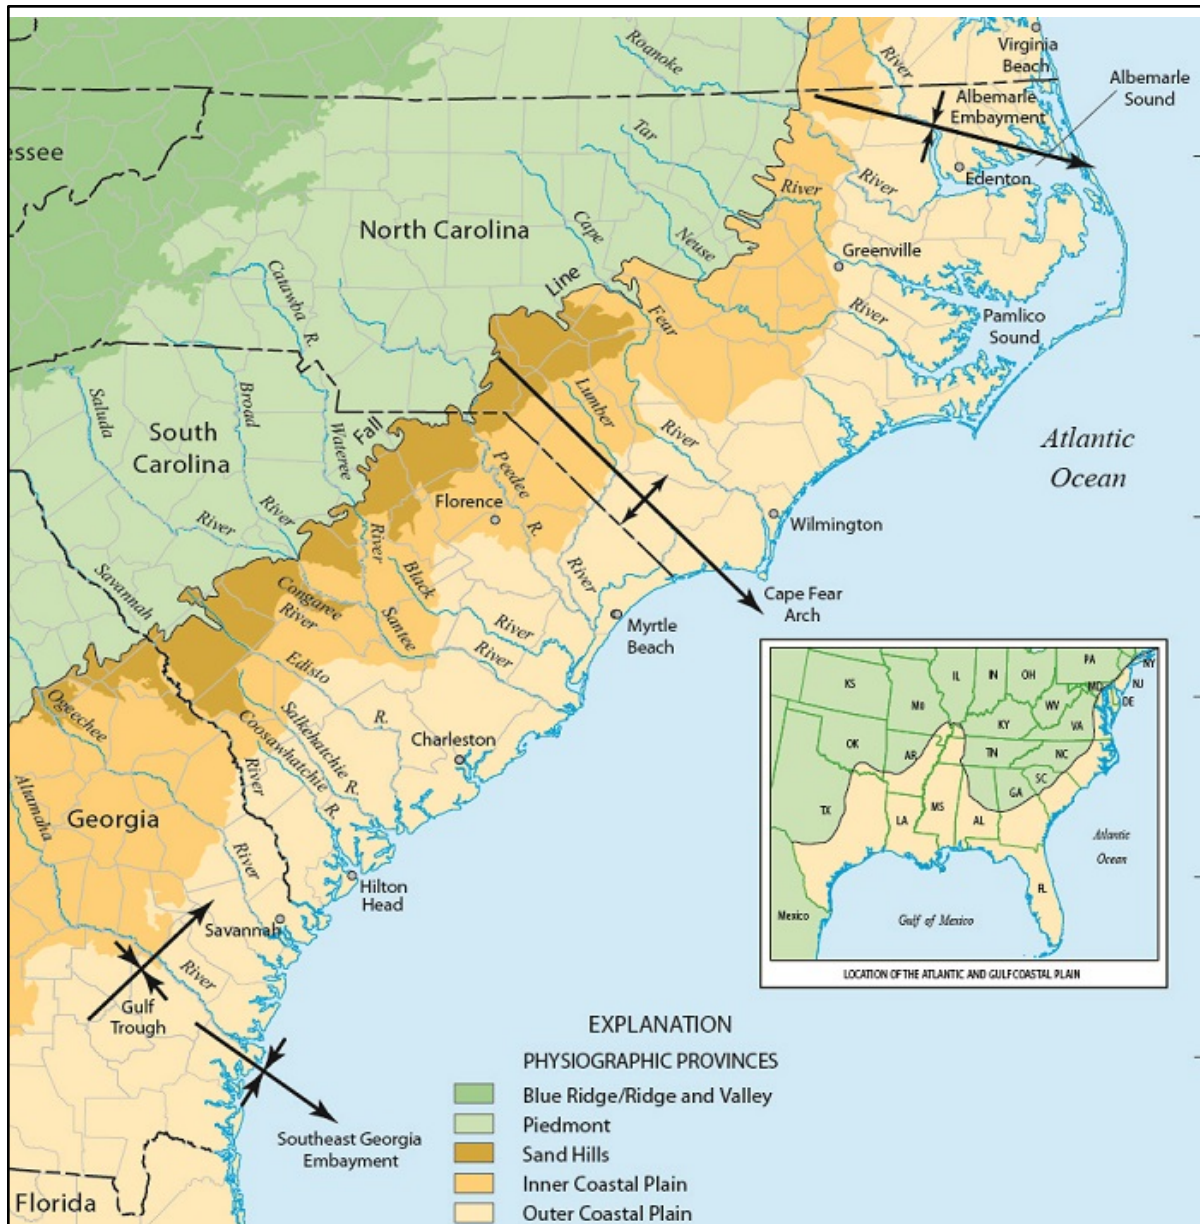 Roanoke
River
Virginia
Beach
Albemarle
Sound
Albemarle
Embayment
essee
Tar
River
River
Edenton
North Carolina
Cape
Neuse
Greenville
Catawba R.
Line
Fear
River
Pamlico
Sound
Saluda
Broad
Wateree
Fall
Lumber
River
Atlantic
Ocean
South
Carolina
Peedee
R.
Florence
Wilmington
River
River
River
Savannah
Black
River
Cape Fear
Arch
Congaree
River
Santee
River
River
Myrtle
Beach
Edisto
R.
Ogeechee
Salkehatchie R.
Coosawhatchie R.
River
Charleston
Altamaha
Georgia
River
Hilton
Head
Savannah
River
Gulf
Trough
Southeast Georgia
Embayment
Florida
KS
MO
IL
IN
OH
PA
NY
NJ
MD
DE
WV
VA
KY
OK
AR
TN
NC
SC
GA
TX
LA
MS
AL
FL
Mexico
Gulf of Mexico
Atlantic
Ocean
LOCATION OF THE ATLANTIC AND GULF COASTAL PLAIN
EXPLANATION
PHYSIOGRAPHIC PROVINCES
Blue Ridge/Ridge and Valley
Piedmont
Sand Hills
Inner Coastal Plain
Outer Coastal Plain